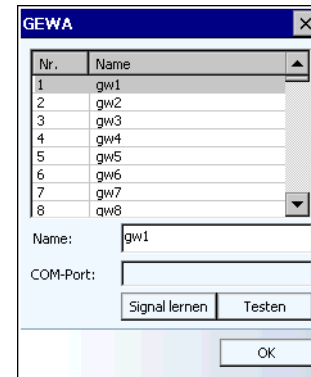 GEWA
Nr. Name
1 gw1
2 gw2
3 gw3
4 gw4
5 gw5
6 gw6
7 gw7
8 gw8
Name: gw1
COM-Port:
Signal lernen Testen
OK